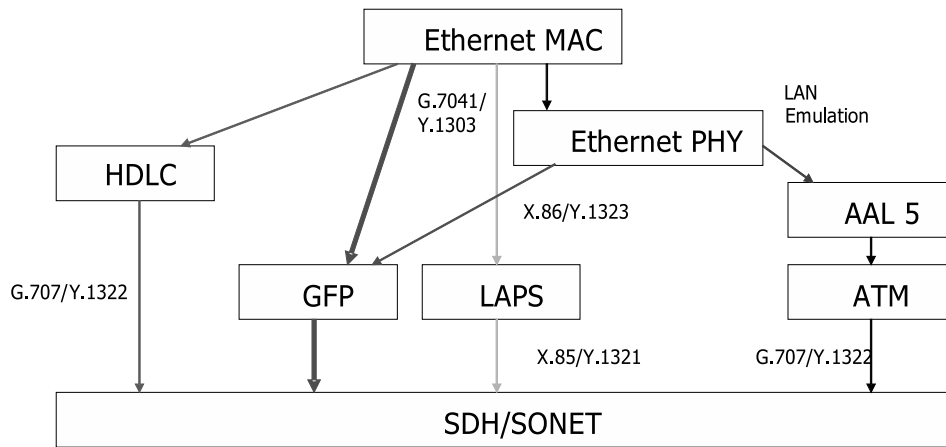 Ethernet MAC
G.7041/
Y.1303
LAN
Emulation
Ethernet PHY
HDLC
X.86/Y.1323
AAL 5
G.707/Y.1322
GFP
LAPS
ATM
X.85/Y.1321
G.707/Y.1322
SDH/SONET